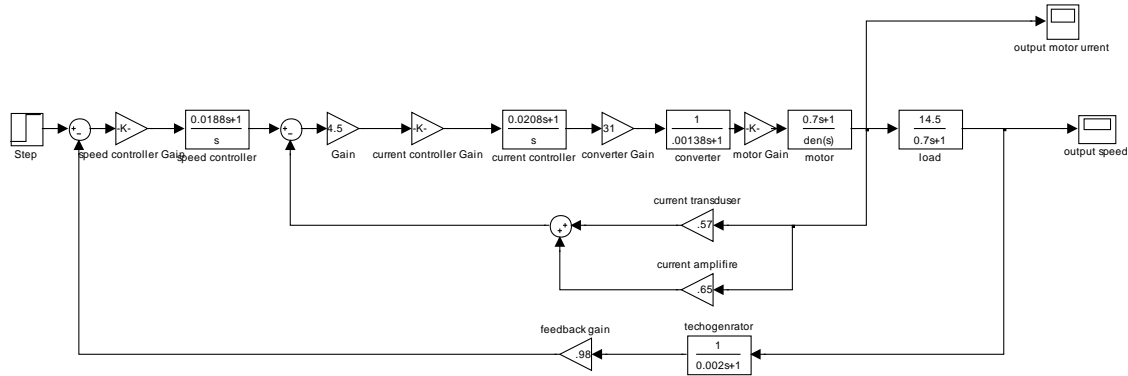 output motor urrent
Step
+
−
-K-
speed controller Gain
0.0188s+1
s
speed controller
+
−
4.5
Gain
-K-
current controller Gain
0.0208s+1
s
current controller
31
converter Gain
1
.00138s+1
converter
-K-
motor Gain
0.7s+1
den(s)
motor
14.5
0.7s+1
load
output speed
current transduser
.57
+
+
current amplifire
.65
feedback gain
.98
techogenrator
1
0.002s+1